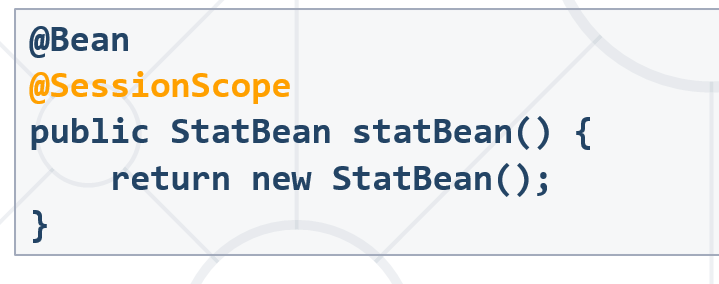 @Bean
@SessionScope
public StatBean statBean() {
    return new StatBean();
}